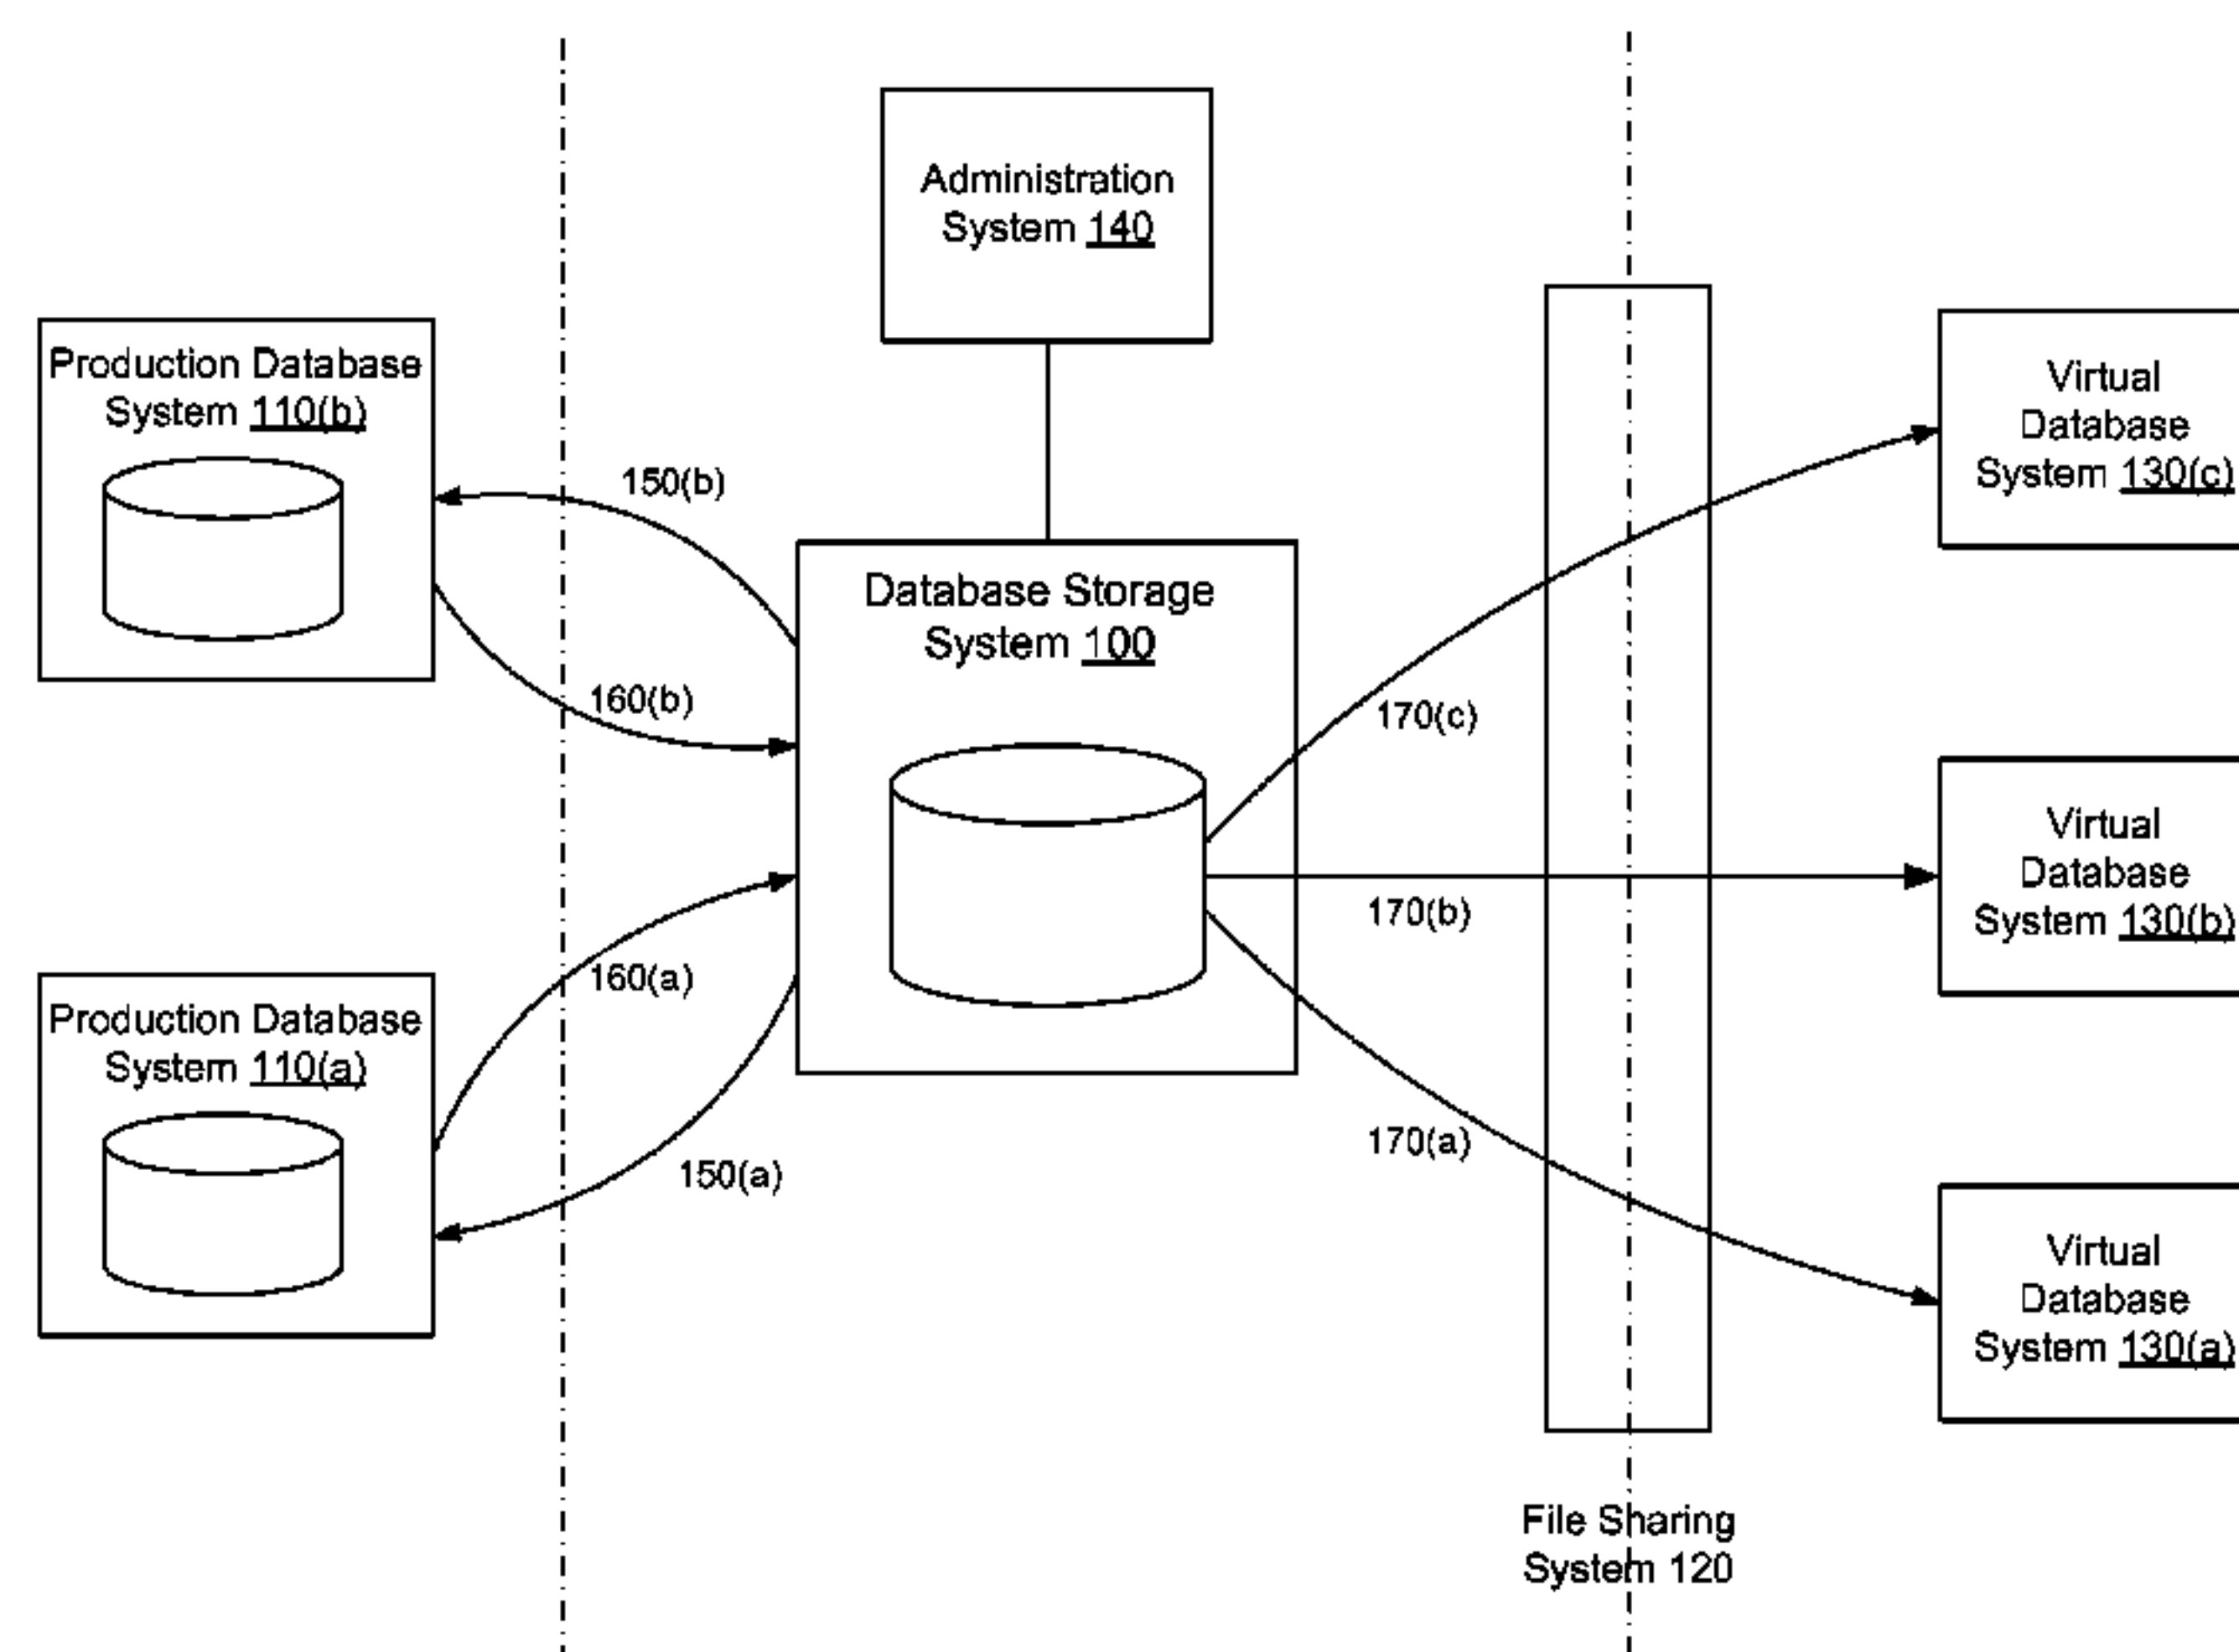 Administration
System 140
Production Database
System 110(b)
Virtual
Database
System 130(c)
150(b)
Database Storage
System 100
160(b)
170(c)
Virtual
Database
System 130(b)
170(b)
160(a)
Production Database
System 110(a)
170(a)
150(a)
Virtual
Database
System 130(a)
File Sharing
System 120